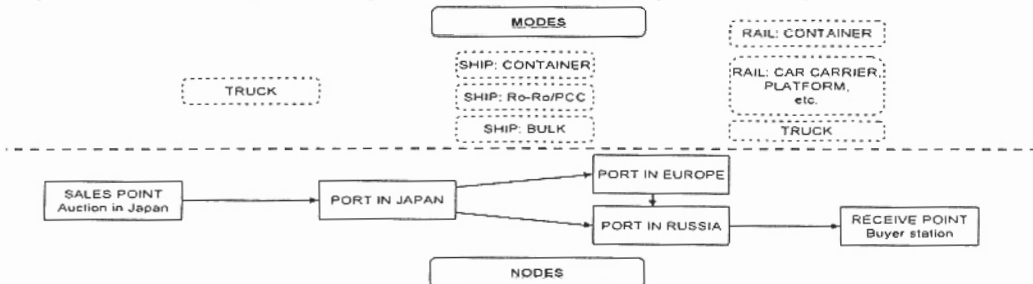 MODES
RAIL: CONTAINER
SHIP: CONTAINER
RAIL: CAR CARRIER,
PLATFORM,
etc.
TRUCK
SHIP: Ro-Ro/PCC
SHIP: BULK
TRUCK
PORT IN EUROPE
SALES POINT
Auction in Japan
PORT IN JAPAN
PORT IN RUSSIA
RECEIVE POINT
Buyer station
NODES